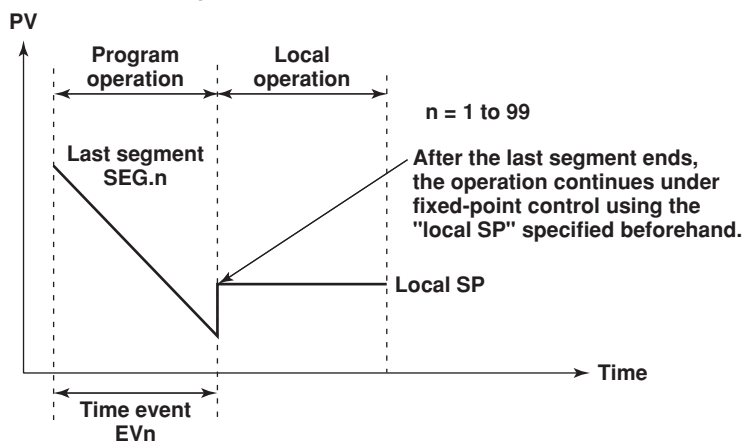 PV
Program
operation
Local
operation
n = 1 to 99
Last segment
SEG.n
After the last segment ends,
the operation continues under
fixed-point control using the
"local SP" specified beforehand.
Local SP
Time
Time event
EVn